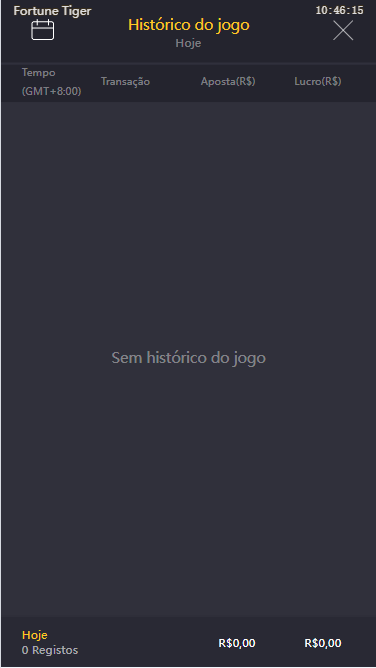 Fortune Tiger
10:46:15
Histórico do jogo
Hoje
Tempo
(GMT+8:00)
Transação
Aposta(R$)
Lucro(R$)
Sem histórico do jogo
Hoje
0 Registos
R$0,00
R$0,00